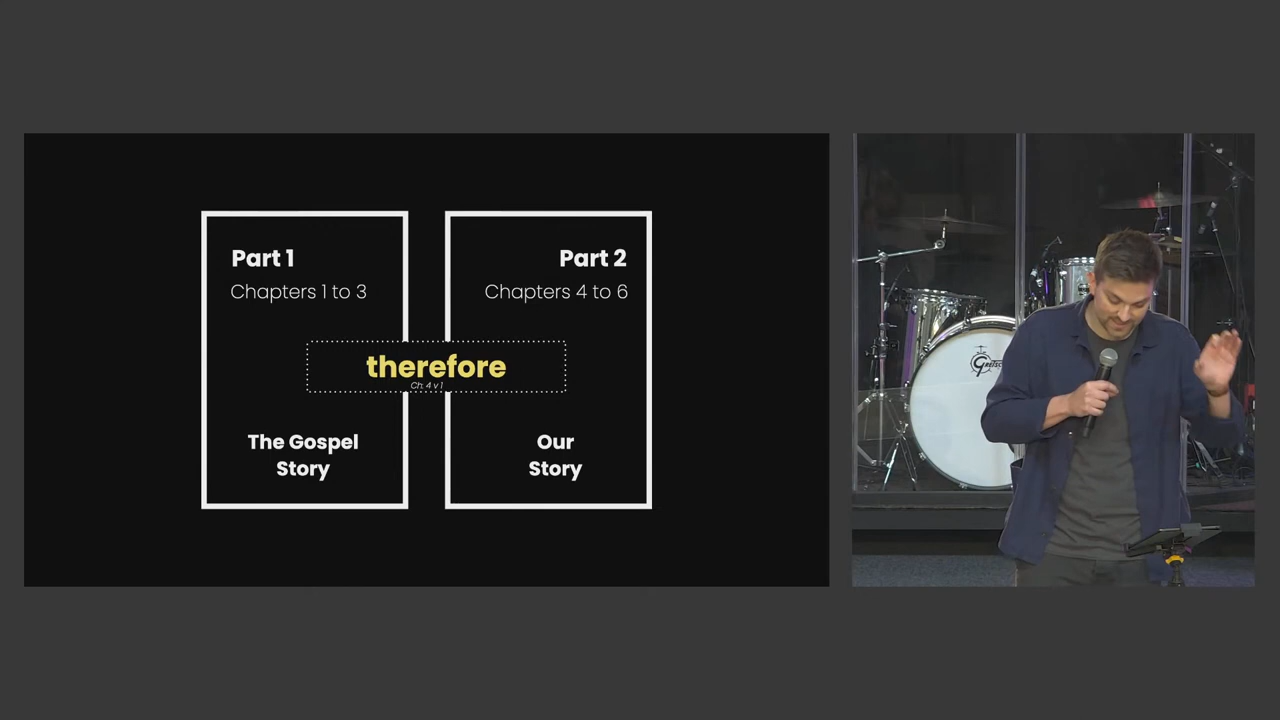 Part 1
Chapters 1 to 3
Part 2
Chapters 4 to 6
therefore
Ch. 4 v 1
The Gospel
Story
Our
Story